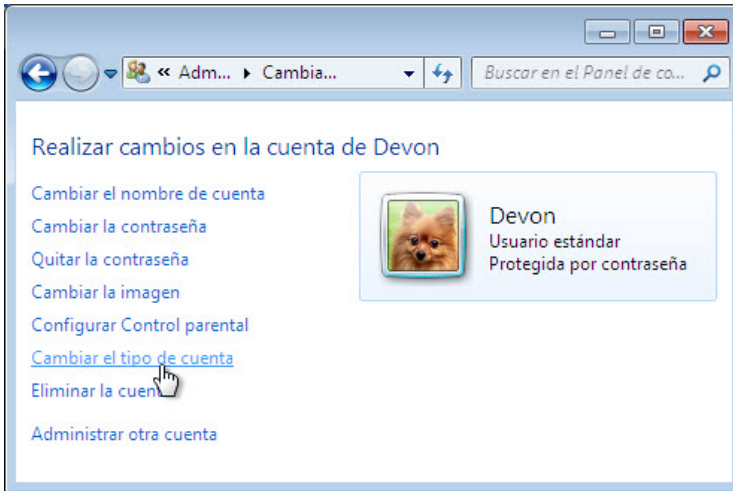 « Adm... Cambia... Buscar en el Panel de co...
Realizar cambios en la cuenta de Devon
Cambiar el nombre de cuenta
Cambiar la contraseña
Quitar la contraseña
Cambiar la imagen
Configurar Control parental
Cambiar el tipo de cuenta
Eliminar la cuenta
Administrar otra cuenta
Devon
Usuario estándar
Protegida por contraseña